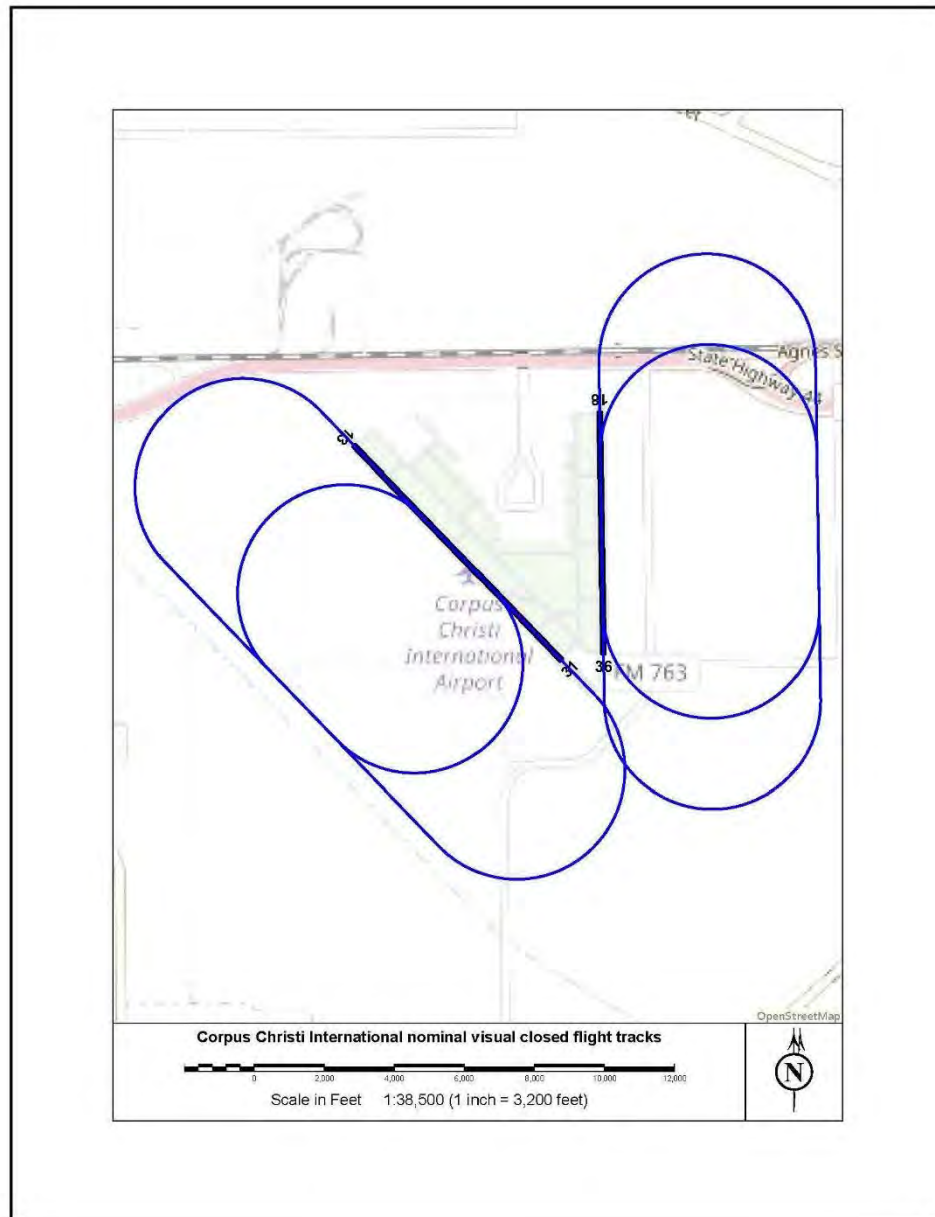 Agnes S
State Highway 44
18
13
Corpus
Christi
International
Airport
31
36
FM 763
OpenStreetMap
Corpus Christi International nominal visual closed flight tracks
0 2,000 4,000 6,000 8,000 10,000 12,000
Scale in Feet 1:38,500 (1 inch = 3,200 feet)
N